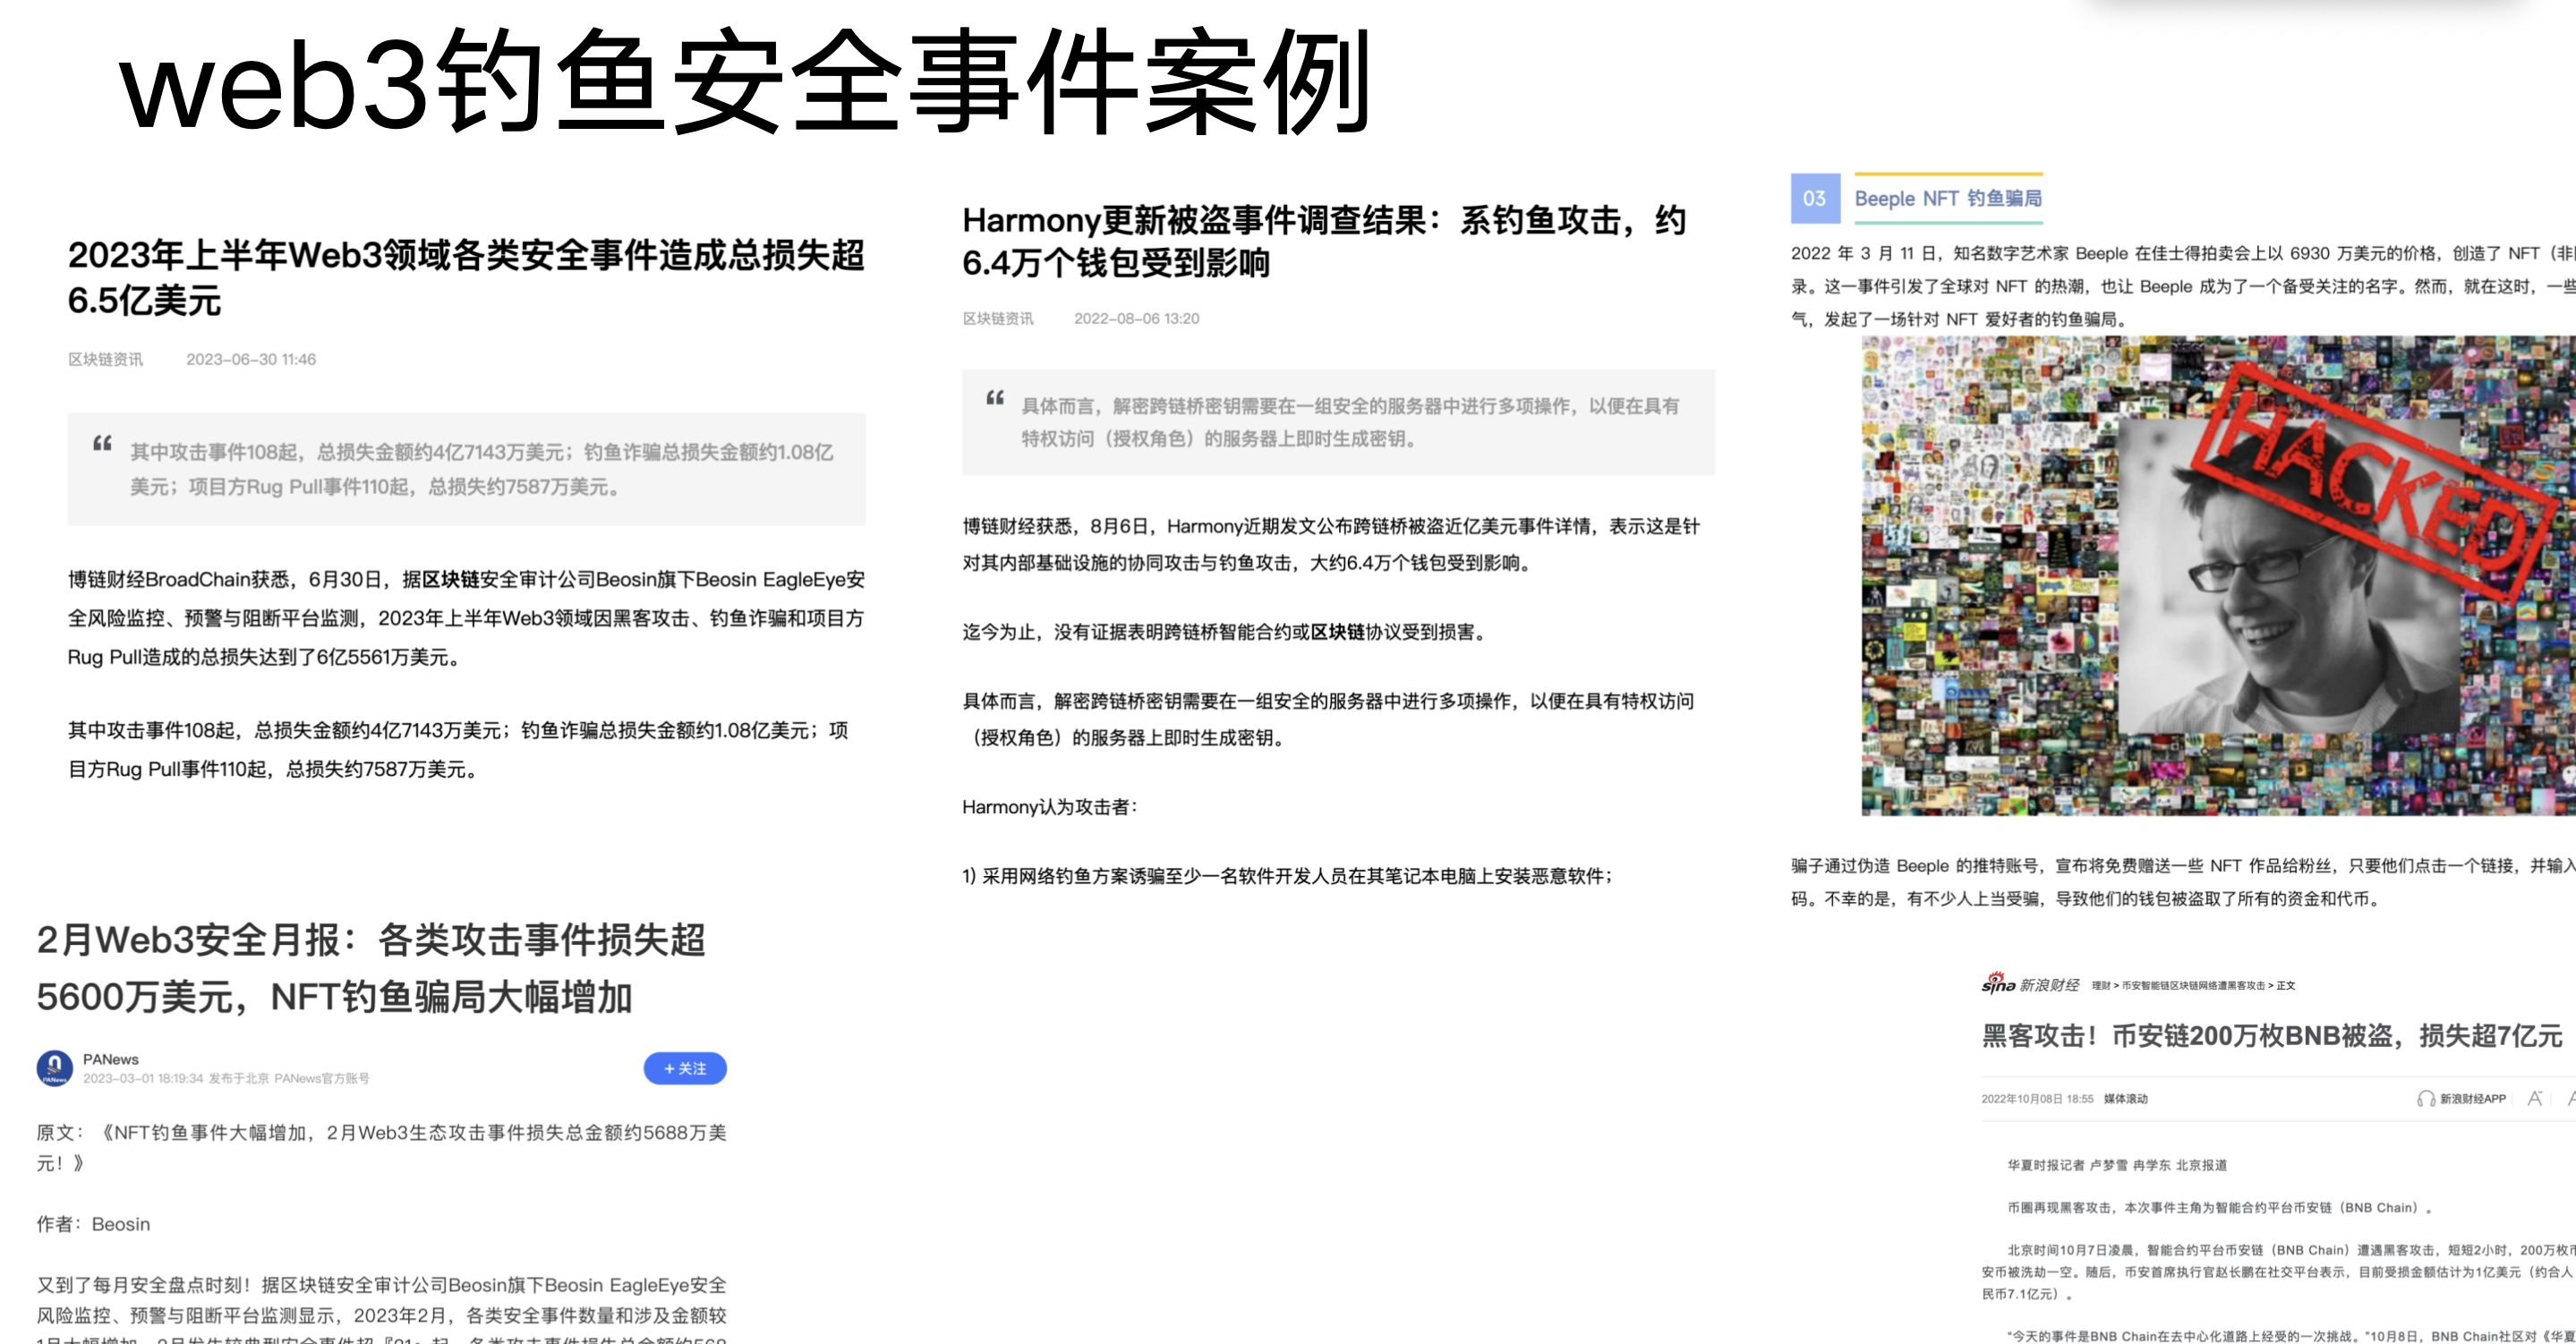 web3钓鱼安全事件案例
2023年上半年Web3领域各类安全事件造成总损失超
6.5亿美元
区块链资讯 2023-06-30 11:46
“ 其中攻击事件108起，总损失金额约4亿7143万美元；钓鱼诈骗总损失金额约1.08亿
美元；项目方Rug Pull事件110起，总损失约7587万美元。
博链财经BroadChain获悉，6月30日，据区块链安全审计公司Beosin旗下Beosin EagleEye安
全风险监控、预警与阻断平台监测，2023年上半年Web3领域因黑客攻击、钓鱼诈骗和项目方
Rug Pull造成的总损失达到了6亿5561万美元。
其中攻击事件108起，总损失金额约4亿7143万美元；钓鱼诈骗总损失金额约1.08亿美元；项
目方Rug Pull事件110起，总损失约7587万美元。
2月Web3安全月报：各类攻击事件损失超
5600万美元，NFT钓鱼骗局大幅增加
PANews
PANews
2023-03-01 18:19:34 发布于北京 PANews官方账号
+ 关注
原文：《NFT钓鱼事件大幅增加，2月Web3生态攻击事件损失总金额约5688万美
元！》
作者：Beosin
又到了每月安全盘点时刻！据区块链安全审计公司Beosin旗下Beosin EagleEye安全
风险监控、预警与阻断平台监测显示，2023年2月，各类安全事件数量和涉及金额较
Harmony更新被盗事件调查结果：系钓鱼攻击，约
6.4万个钱包受到影响
区块链资讯 2022-08-06 13:20
“ 具体而言，解密跨链桥密钥需要在一组安全的服务器中进行多项操作，以便在具有
特权访问（授权角色）的服务器上即时生成密钥。
博链财经获悉，8月6日，Harmony近期发文公布跨链桥被盗近亿美元事件详情，表示这是针
对其内部基础设施的协同攻击与钓鱼攻击，大约6.4万个钱包受到影响。
迄今为止，没有证据表明跨链桥智能合约或区块链协议受到损害。
具体而言，解密跨链桥密钥需要在一组安全的服务器中进行多项操作，以便在具有特权访问
（授权角色）的服务器上即时生成密钥。
Harmony认为攻击者：
1) 采用网络钓鱼方案诱骗至少一名软件开发人员在其笔记本电脑上安装恶意软件；
03 Beeple NFT 钓鱼骗局
2022 年 3 月 11 日，知名数字艺术家 Beeple 在佳士得拍卖会上以 6930 万美元的价格，创造了 NFT（非
录。这一事件引发了全球对 NFT 的热潮，也让 Beeple 成为了一个备受关注的名字。然而，就在这时，一些
气，发起了一场针对 NFT 爱好者的钓鱼骗局。
HACKED
骗子通过伪造 Beeple 的推特账号，宣布将免费赠送一些 NFT 作品给粉丝，只要他们点击一个链接，并输入
码。不幸的是，有不少人上当受骗，导致他们的钱包被盗取了所有的资金和代币。
sina 新浪财经 理财 > 币安智能链区块链网络遭黑客攻击 > 正文
黑客攻击！币安链200万枚BNB被盗，损失超7亿元
2022年10月08日 18:55 媒体滚动
新浪财经APP A-
华夏时报记者 卢梦雪 冉学东 北京报道
币圈再现黑客攻击，本次事件主角为智能合约平台币安链（BNB Chain）。
北京时间10月7日凌晨，智能合约平台币安链（BNB Chain）遭遇黑客攻击，短短2小时，200万枚币
安币被洗劫一空。随后，币安首席执行官赵长鹏在社交平台表示，目前受损金额估计为1亿美元（约合人
民币7.1亿元）。
“今天的事件是BNB Chain在去中心化道路上经受的一次挑战。”10月8日，BNB Chain社区对《华夏